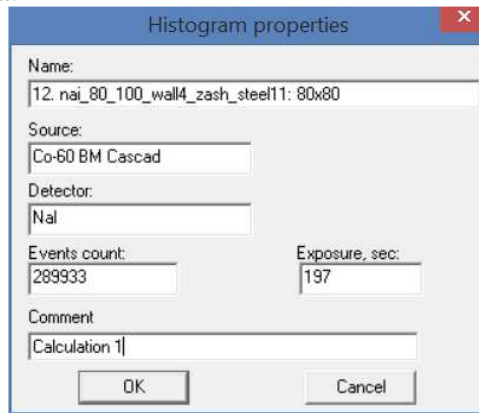 Histogram properties
Name:
12. nai_80_100_wall4_zash_steel11: 80x80
Source:
Co-60 BM Cascad
Detector:
NaI
Events count: Exposure, sec:
289933 197
Comment
Calculation 1
OK Cancel